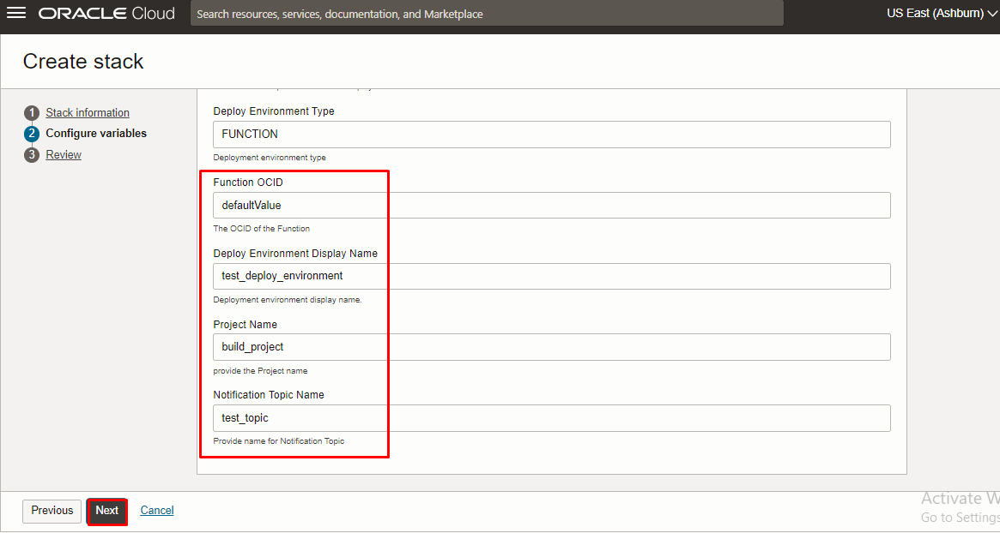 ORACLE Cloud
Search resources, services, documentation, and Marketplace
US East (Ashburn)
Create stack
1 Stack information
2 Configure variables
3 Review
Deploy Environment Type
FUNCTION
Deployment environment type
Function OCID
defaultValue
The OCID of the Function
Deploy Environment Display Name
test_deploy_environment
Deployment environment display name.
Project Name
build_project
provide the Project name
Notification Topic Name
test_topic
Provide name for Notification Topic
Previous
Next
Cancel
Activate W
Go to Settings